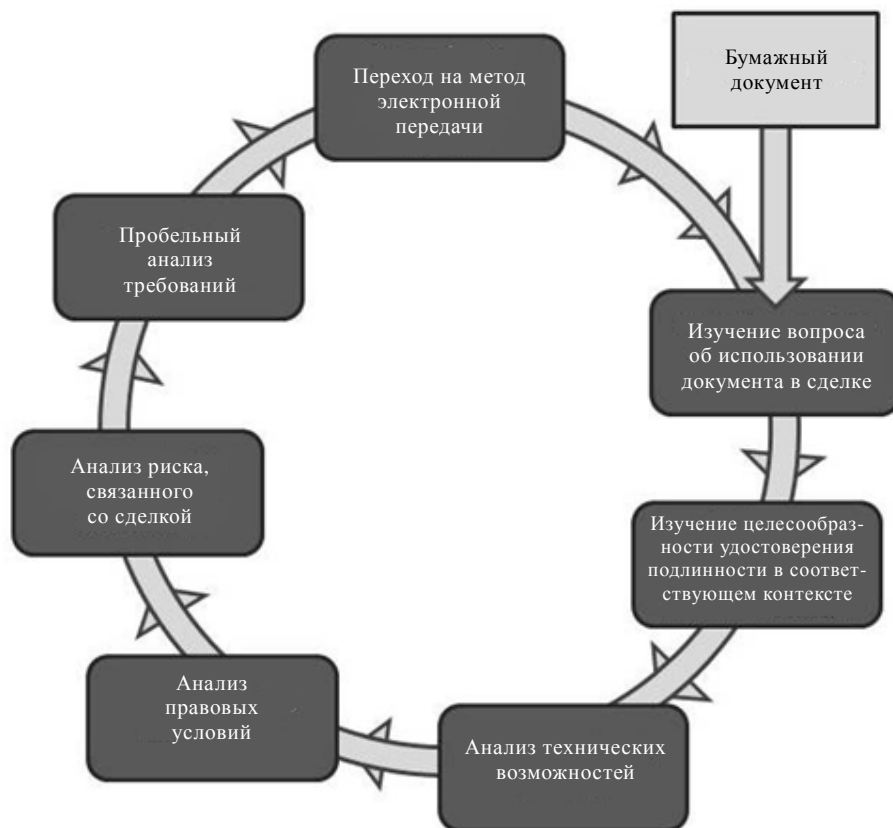 Переход на метод
электронной
передачи
Бумажный
документ
Пробельный
анализ
требований
Изучение вопроса
об использовании
документа в сделке
Анализ риска,
связанного
со сделкой
Изучение целесообраз-
ности удостоверения
подлинности в соответ-
ствующем контексте
Анализ
правовых
условий
Анализ технических
возможностей